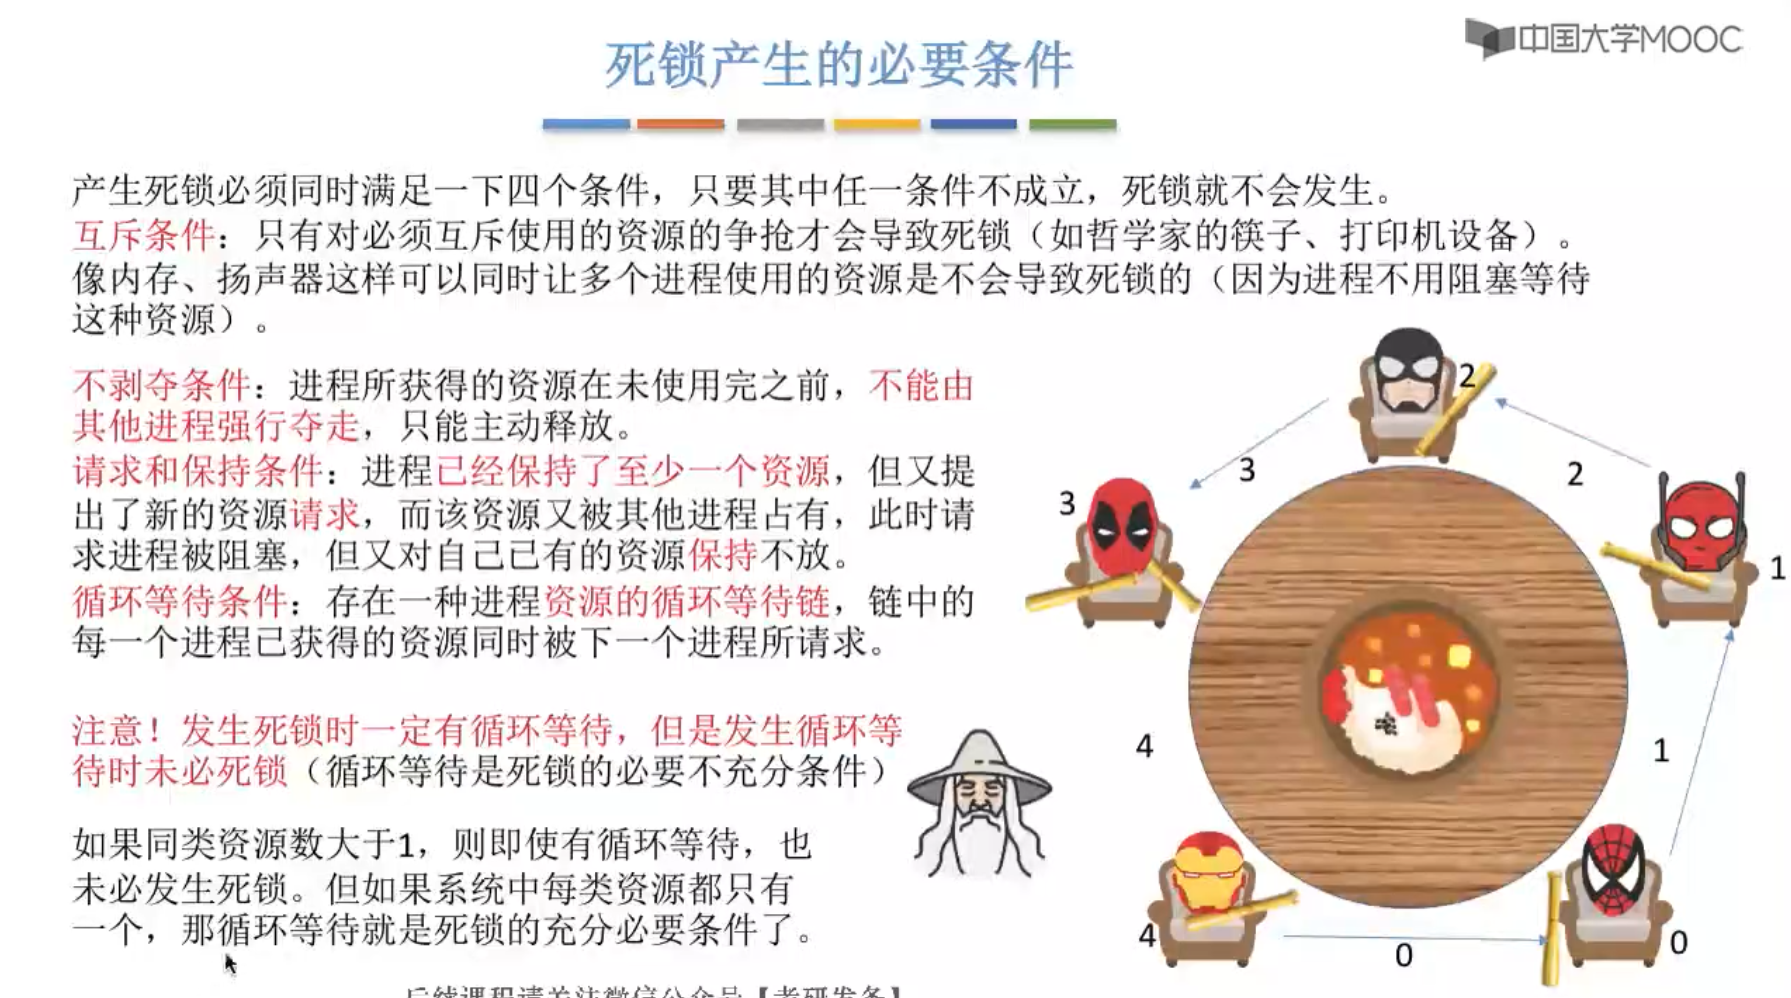 中国大学MOOC
死锁产生的必要条件
产生死锁必须同时满足一下四个条件，只要其中任一条件不成立，死锁就不会发生。
互斥条件：只有对必须互斥使用的资源的争抢才会导致死锁（如哲学家的筷子、打印机设备）。
像内存、扬声器这样可以同时让多个进程使用的资源是不会导致死锁的（因为进程不用阻塞等待
这种资源）。
不剥夺条件：进程所获得的资源在未使用完之前，不能由
其他进程强行夺走，只能主动释放。
请求和保持条件：进程已经保持了至少一个资源，但又提
出了新的资源请求，而该资源又被其他进程占有，此时请
求进程被阻塞，但又对自己已有的资源保持不放。
循环等待条件：存在一种进程资源的循环等待链，链中的
每一个进程已获得的资源同时被下一个进程所请求。
注意！发生死锁时一定有循环等待，但是发生循环等
待时未必死锁（循环等待是死锁的必要不充分条件）
如果同类资源数大于1，则即使有循环等待，也
未必发生死锁。但如果系统中每类资源都只有
一个，那循环等待就是死锁的充分必要条件了。
2
3
2
3
1
4
1
4
0
0
后续课程请关注微信公众号【考研发条】